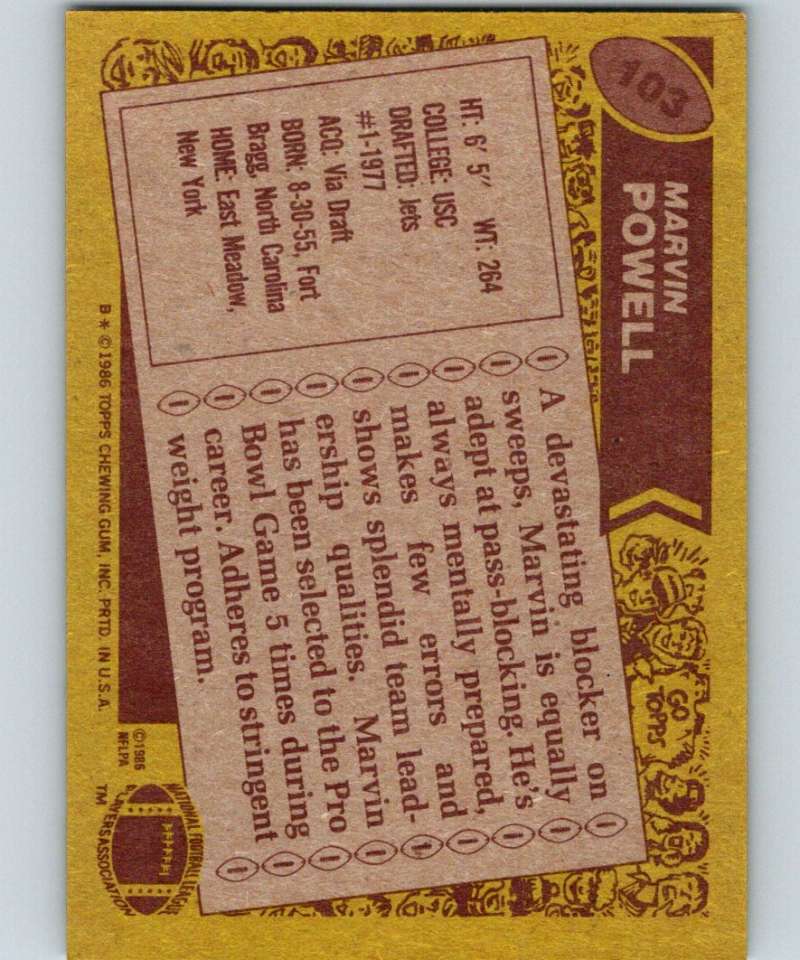 103
MARVIN
POWELL
HT: 6' 5" WT: 264
COLLEGE: USC
DRAFTED: Jets
#1-1977
ACQ: Via Draft
BORN: 8-30-55, Fort
Bragg, North Carolina
HOME: East Meadow,
New York
A devastating blocker on
sweeps, Marvin is equally
adept at pass-blocking. He's
always mentally prepared,
makes few errors and
shows splendid team lead-
ership qualities. Marvin
has been selected to the Pro
Bowl Game 5 times during
career. Adheres to stringent
weight program.
GO
TOPPS
B* ©1986 TOPPS CHEWING GUM, INC. PRTD. IN U.S.A.
©1986
NFLPA
NATIONAL FOOTBALL LEAGUE
PLAYERS ASSOCIATION
TM